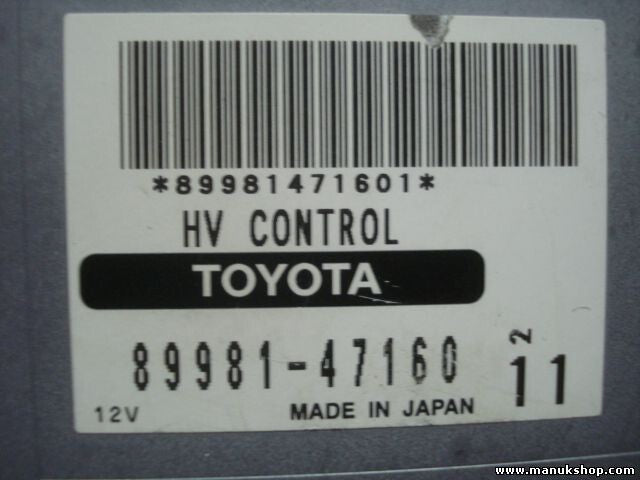 *89981471601*
HV CONTROL
TOYOTA
89981-47160
2
11
12V
MADE IN JAPAN
www.manukshop.com